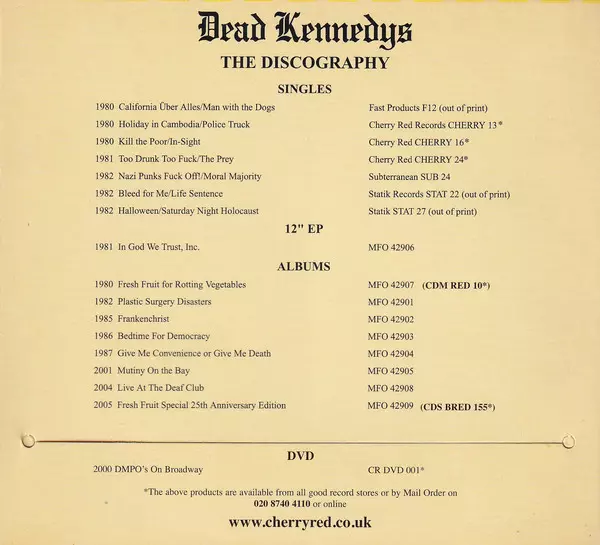 Dead Kennedys
THE DISCOGRAPHY
SINGLES
1980 California Über Alles/Man with the Dogs Fast Products F12 (out of print)
1980 Holiday in Cambodia/Police Truck Cherry Red Records CHERRY 13*
1980 Kill the Poor/In-Sight Cherry Red CHERRY 16*
1981 Too Drunk Too Fuck/The Prey Cherry Red CHERRY 24*
1982 Nazi Punks Fuck Off!/Moral Majority Subterranean SUB 24
1982 Bleed for Me/Life Sentence Statik Records STAT 22 (out of print)
1982 Halloween/Saturday Night Holocaust Statik STAT 27 (out of print)
12" EP
1981 In God We Trust, Inc. MFO 42906
ALBUMS
1980 Fresh Fruit for Rotting Vegetables MFO 42907 (CDM RED 10*)
1982 Plastic Surgery Disasters MFO 42901
1985 Frankenchrist MFO 42902
1986 Bedtime For Democracy MFO 42903
1987 Give Me Convenience or Give Me Death MFO 42904
2001 Mutiny On the Bay MFO 42905
2004 Live At The Deaf Club MFO 42908
2005 Fresh Fruit Special 25th Anniversary Edition MFO 42909 (CDS BRED 155*)
DVD
2000 DMPO's On Broadway CR DVD 001*
*The above products are available from all good record stores or by Mail Order on
020 8740 4110 or online
www.cherryred.co.uk